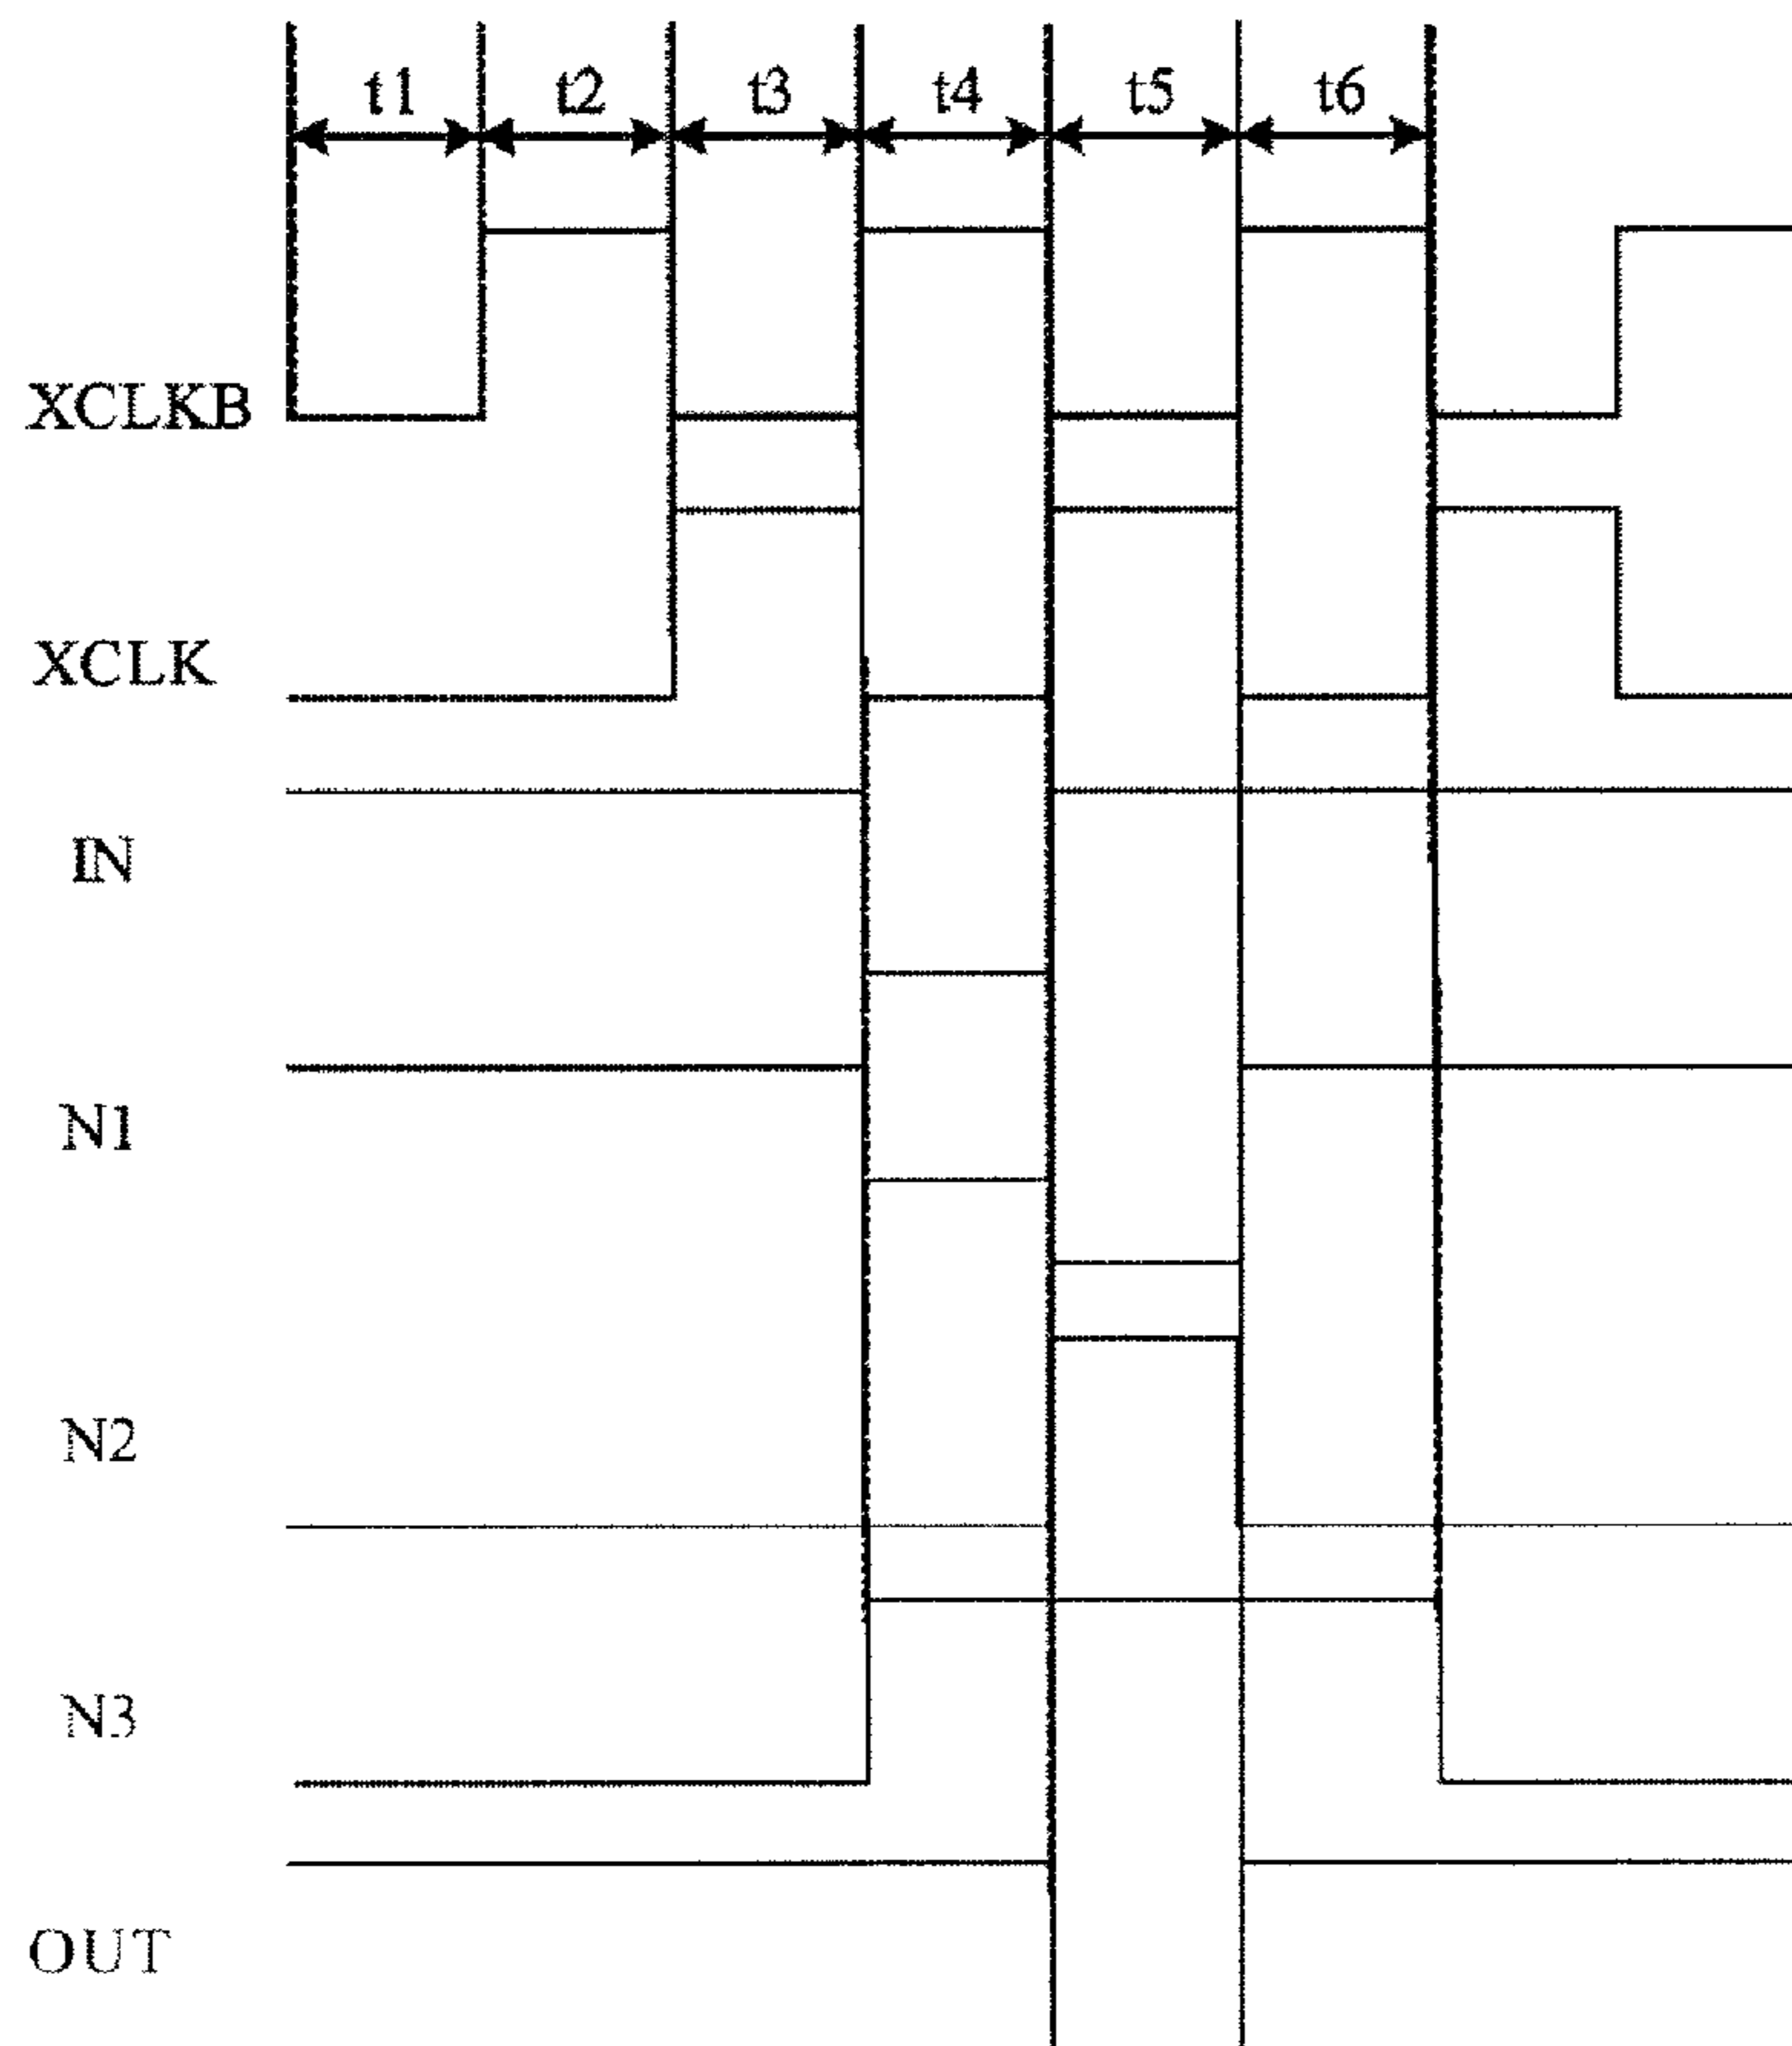 t1 t2 t3 t4 t5 t6
XCLKB
XCLK
IN
N1
N2
N3
OUT